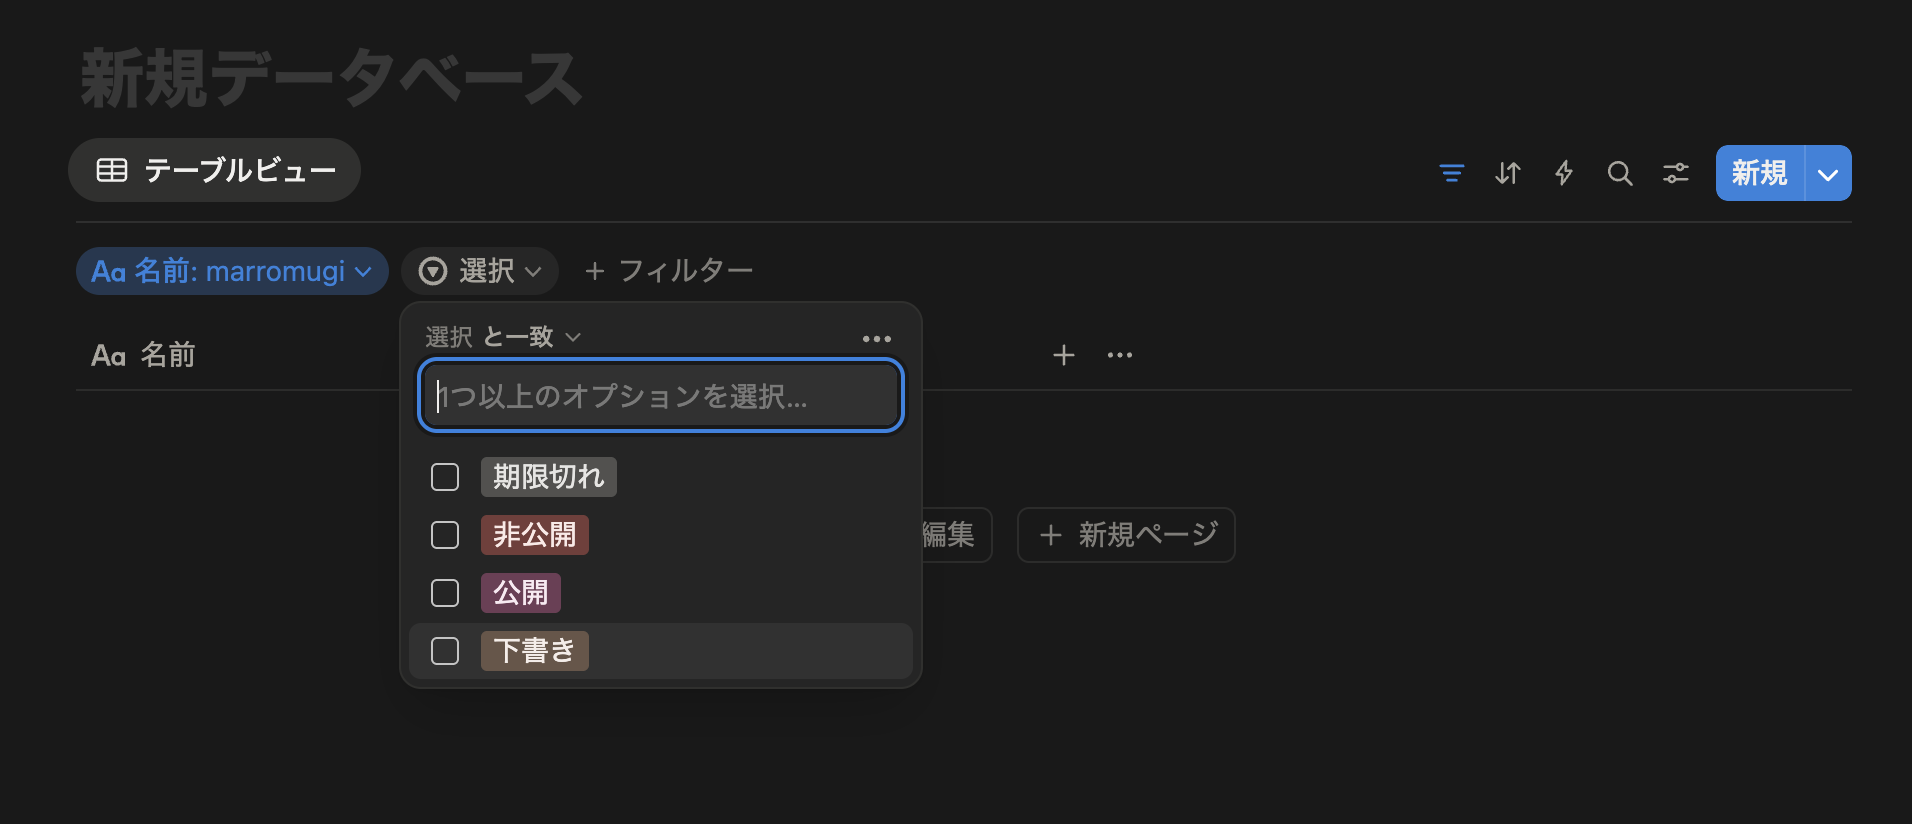 新規データベース
テーブルビュー
新規
Aa 名前: marromugi
選択
+ フィルター
選択 と一致
Aa 名前
1つ以上のオプションを選択...
期限切れ
非公開
編集
+ 新規ページ
公開
下書き